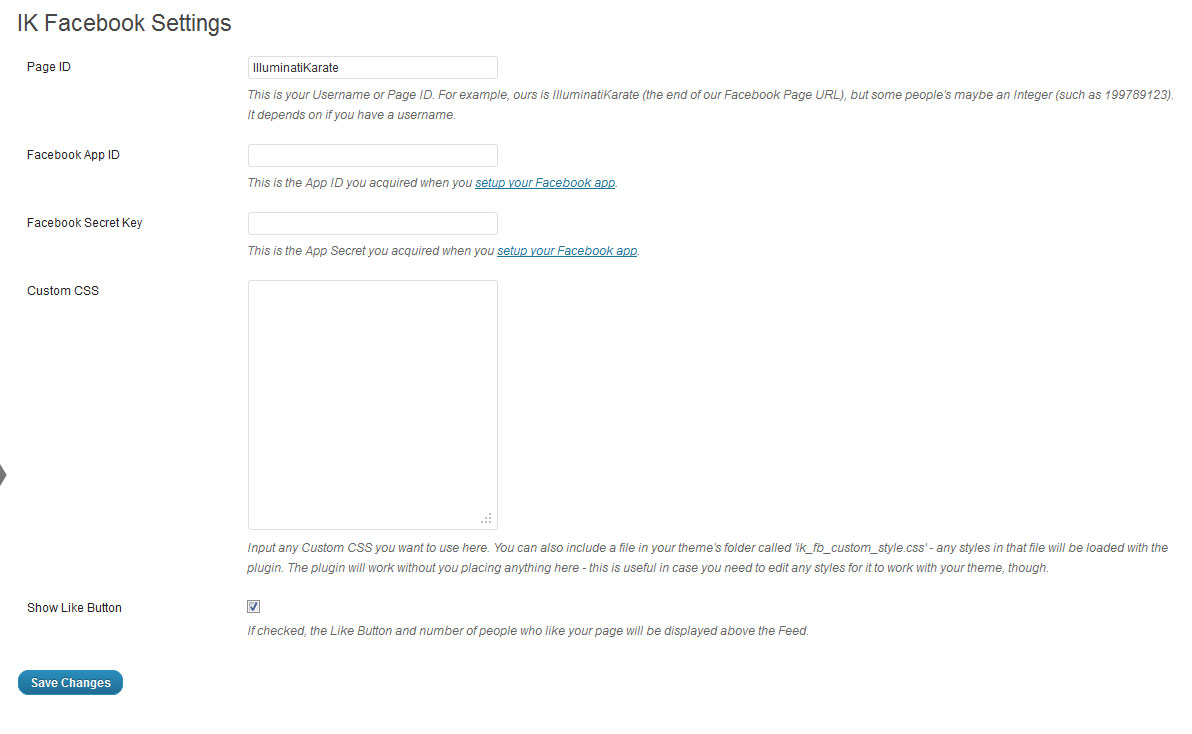 IK Facebook Settings
Page ID
IlluminatiKarate
This is your Username or Page ID. For example, ours is IlluminatiKarate (the end of our Facebook Page URL), but some people's maybe an Integer (such as 199789123).
It depends on if you have a username.
Facebook App ID
This is the App ID you acquired when you setup your Facebook app.
Facebook Secret Key
This is the App Secret you acquired when you setup your Facebook app.
Custom CSS
Input any Custom CSS you want to use here. You can also include a file in your theme's folder called 'ik_fb_custom_style.css' - any styles in that file will be loaded with the
plugin. The plugin will work without you placing anything here - this is useful in case you need to edit any styles for it to work with your theme, though.
Show Like Button
If checked, the Like Button and number of people who like your page will be displayed above the Feed.
Save Changes